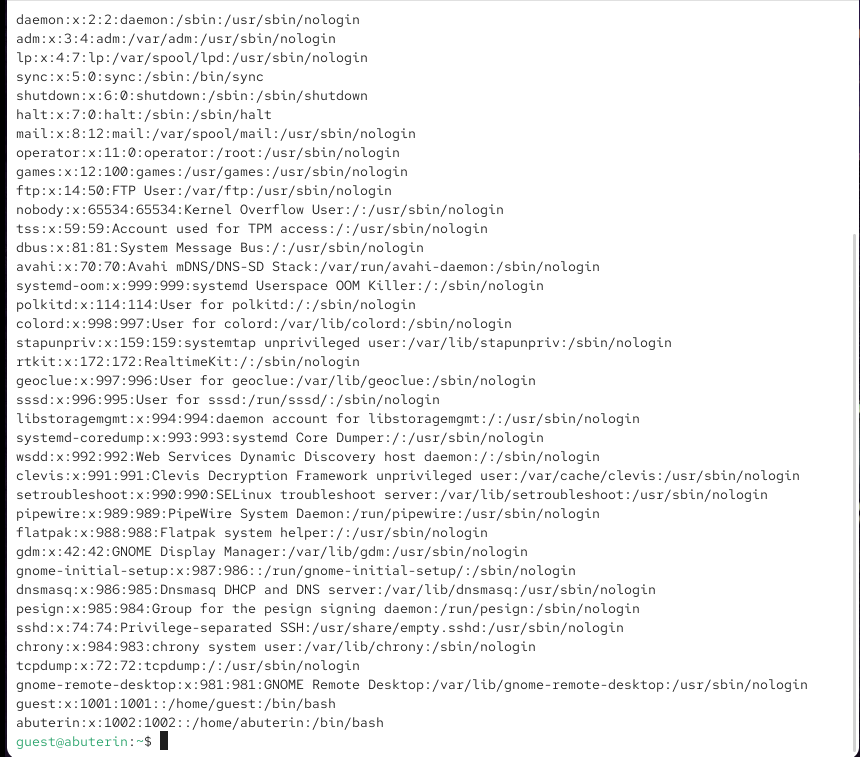 daemon:x:2:2:daemon:/sbin:/usr/sbin/nologin
adm:x:3:4:adm:/var/adm:/usr/sbin/nologin
lp:x:4:7:lp:/var/spool/lpd:/usr/sbin/nologin
sync:x:5:0:sync:/sbin:/bin/sync
shutdown:x:6:0:shutdown:/sbin:/sbin/shutdown
halt:x:7:0:halt:/sbin:/sbin/halt
mail:x:8:12:mail:/var/spool/mail:/usr/sbin/nologin
operator:x:11:0:operator:/root:/usr/sbin/nologin
games:x:12:100:games:/usr/games:/usr/sbin/nologin
ftp:x:14:50:FTP User:/var/ftp:/usr/sbin/nologin
nobody:x:65534:65534:Kernel Overflow User:/:/usr/sbin/nologin
tss:x:59:59:Account used for TPM access:/:/usr/sbin/nologin
dbus:x:81:81:System Message Bus:/:/usr/sbin/nologin
avahi:x:70:70:Avahi mDNS/DNS-SD Stack:/var/run/avahi-daemon:/sbin/nologin
systemd-oom:x:999:999:systemd Userspace OOM Killer:/:/usr/sbin/nologin
polkitd:x:114:114:User for polkitd:/:/sbin/nologin
colord:x:998:997:User for colord:/var/lib/colord:/sbin/nologin
stapunpriv:x:159:159:systemtap unprivileged user:/var/lib/stapunpriv:/sbin/nologin
rtkit:x:172:172:RealtimeKit:/:/sbin/nologin
geoclue:x:997:996:User for geoclue:/var/lib/geoclue:/sbin/nologin
sssd:x:996:995:User for sssd:/run/sssd/:/sbin/nologin
libstoragemgmt:x:994:994:daemon account for libstoragemgmt:/:/usr/sbin/nologin
systemd-coredump:x:993:993:systemd Core Dumper:/:/usr/sbin/nologin
wsdd:x:992:992:Web Services Dynamic Discovery host daemon:/:/sbin/nologin
clevis:x:991:991:Clevis Decryption Framework unprivileged user:/var/cache/clevis:/usr/sbin/nologin
setroubleshoot:x:990:990:SELinux troubleshoot server:/var/lib/setroubleshoot:/usr/sbin/nologin
pipewire:x:989:989:PipeWire System Daemon:/run/pipewire:/usr/sbin/nologin
flatpak:x:988:988:Flatpak system helper:/:/usr/sbin/nologin
gdm:x:42:42:GNOME Display Manager:/var/lib/gdm:/usr/sbin/nologin
gnome-initial-setup:x:987:986::/run/gnome-initial-setup/:/sbin/nologin
dnsmasq:x:986:985:Dnsmasq DHCP and DNS server:/var/lib/dnsmasq:/usr/sbin/nologin
pesign:x:985:984:Group for the pesign signing daemon:/run/pesign:/sbin/nologin
sshd:x:74:74:Privilege-separated SSH:/usr/share/empty.sshd:/usr/sbin/nologin
chrony:x:984:983:chrony system user:/var/lib/chrony:/sbin/nologin
tcpdump:x:72:72:tcpdump:/:/usr/sbin/nologin
gnome-remote-desktop:x:981:981:GNOME Remote Desktop:/var/lib/gnome-remote-desktop:/usr/sbin/nologin
guest:x:1001:1001::/home/guest:/bin/bash
abuterin:x:1002:1002::/home/abuterin:/bin/bash
guest@abuterin:~$